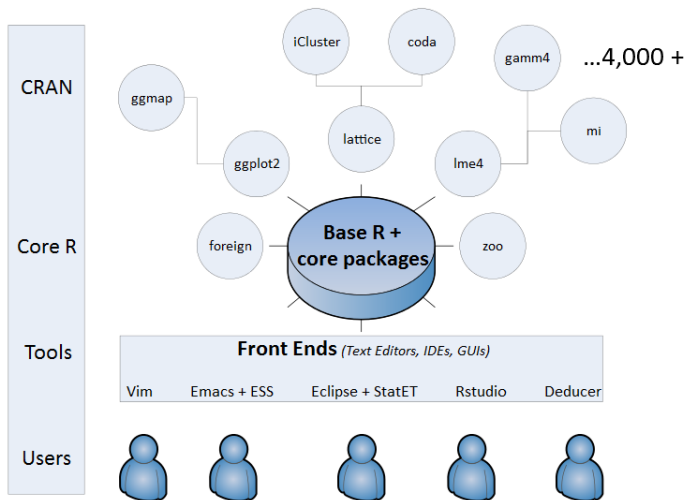 iCluster
coda
gamm4
...4,000 +
CRAN
ggmap
lattice
mi
ggplot2
lme4
Core R
foreign
Base R +
core packages
zoo
Tools
Front Ends (Text Editors, IDEs, GUIs)
Vim
Emacs + ESS
Eclipse + StatET
Rstudio
Deducer
Users